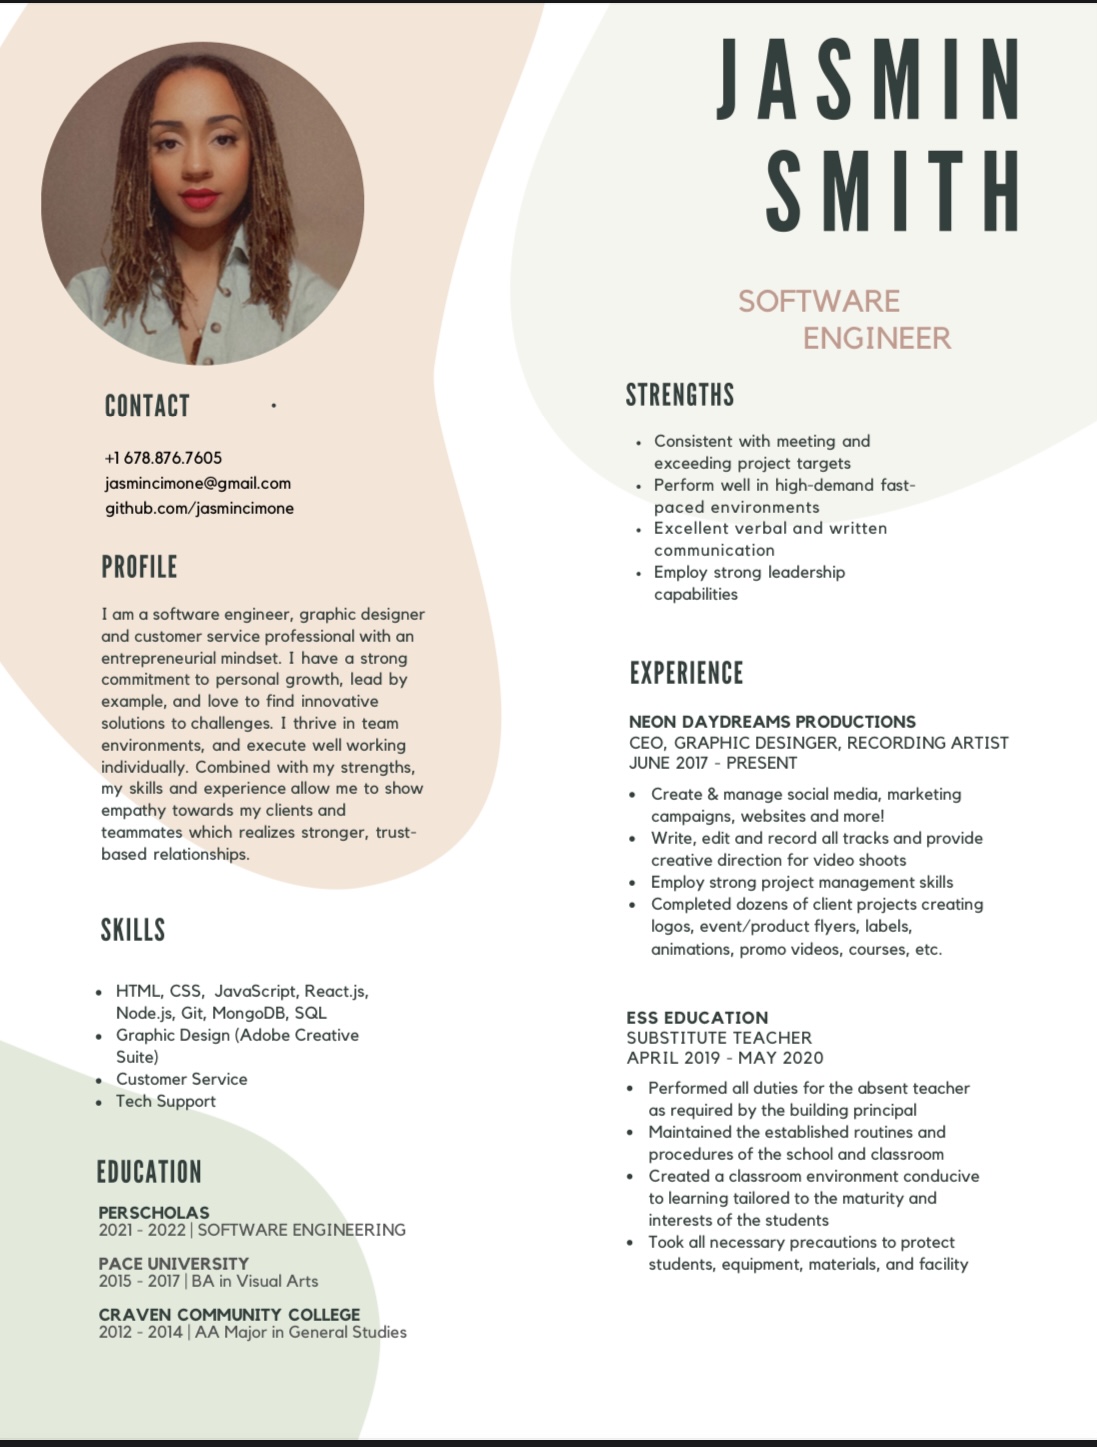 JASMIN
SMITH
SOFTWARE
ENGINEER
CONTACT
+1 678.876.7605
jasmincimone@gmail.com
github.com/jasmincimone
PROFILE
I am a software engineer, graphic designer
and customer service professional with an
entrepreneurial mindset. I have a strong
commitment to personal growth, lead by
example, and love to find innovative
solutions to challenges. I thrive in team
environments, and execute well working
individually. Combined with my strengths,
my skills and experience allow me to show
empathy towards my clients and
teammates which realizes stronger, trust-
based relationships.
SKILLS
• HTML, CSS, JavaScript, React.js,
Node.js, Git, MongoDB, SQL
• Graphic Design (Adobe Creative
Suite)
• Customer Service
• Tech Support
EDUCATION
PERSCHOLAS
2021 - 2022 | SOFTWARE ENGINEERING
PACE UNIVERSITY
2015 - 2017 | BA in Visual Arts
CRAVEN COMMUNITY COLLEGE
2012 - 2014 | AA Major in General Studies
STRENGTHS
• Consistent with meeting and
exceeding project targets
• Perform well in high-demand fast-
paced environments
• Excellent verbal and written
communication
• Employ strong leadership
capabilities
EXPERIENCE
NEON DAYDREAMS PRODUCTIONS
CEO, GRAPHIC DESINGER, RECORDING ARTIST
JUNE 2017 - PRESENT
• Create & manage social media, marketing
campaigns, websites and more!
• Write, edit and record all tracks and provide
creative direction for video shoots
• Employ strong project management skills
• Completed dozens of client projects creating
logos, event/product flyers, labels,
animations, promo videos, courses, etc.
ESS EDUCATION
SUBSTITUTE TEACHER
APRIL 2019 - MAY 2020
• Performed all duties for the absent teacher
as required by the building principal
• Maintained the established routines and
procedures of the school and classroom
• Created a classroom environment conducive
to learning tailored to the maturity and
interests of the students
• Took all necessary precautions to protect
students, equipment, materials, and facility